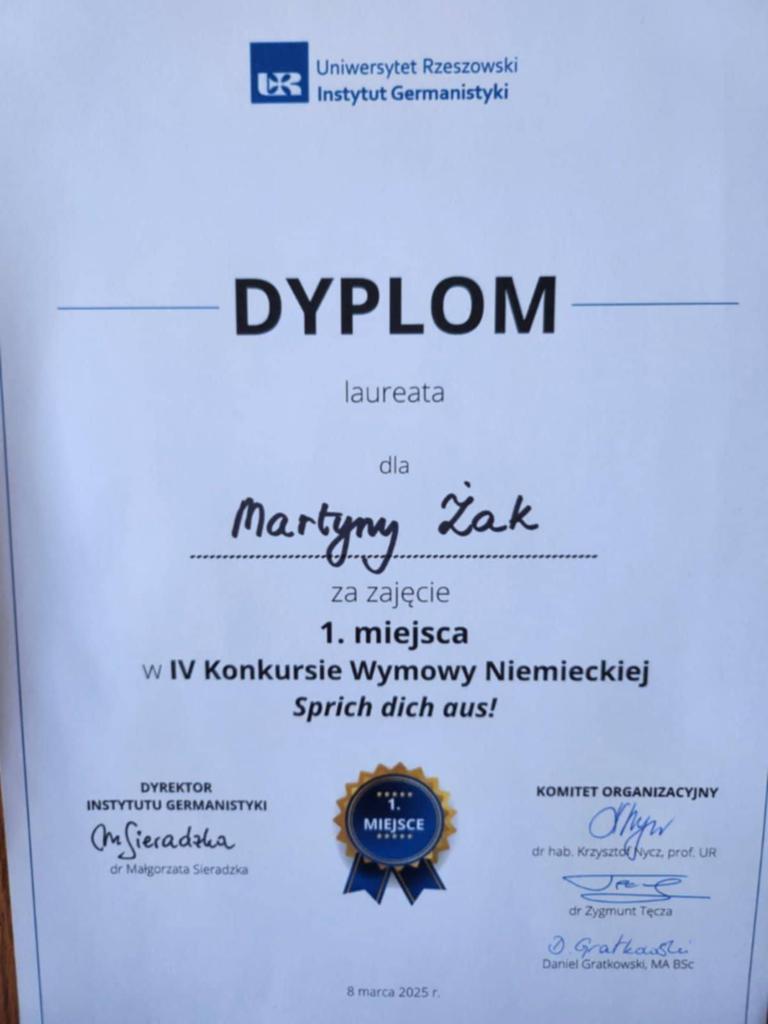 UR
Uniwersytet Rzeszowski
Instytut Germanistyki
DYPLOM
laureata
dla
Martyny Żak
za zajęcie
1. miejsca
w IV Konkursie Wymowy Niemieckiej
Sprich dich aus!
DYREKTOR
INSTYTUTU GERMANISTYKI
MSieradzka
dr Małgorzata Sieradzka
1.
MIEJSCE
KOMITET ORGANIZACYJNY
dr hab. Krzysztof Nycz, prof. UR
dr Zygmunt Tęcza
D. Gratkowski
Daniel Gratkowski, MA BSc
8 marca 2025 r.